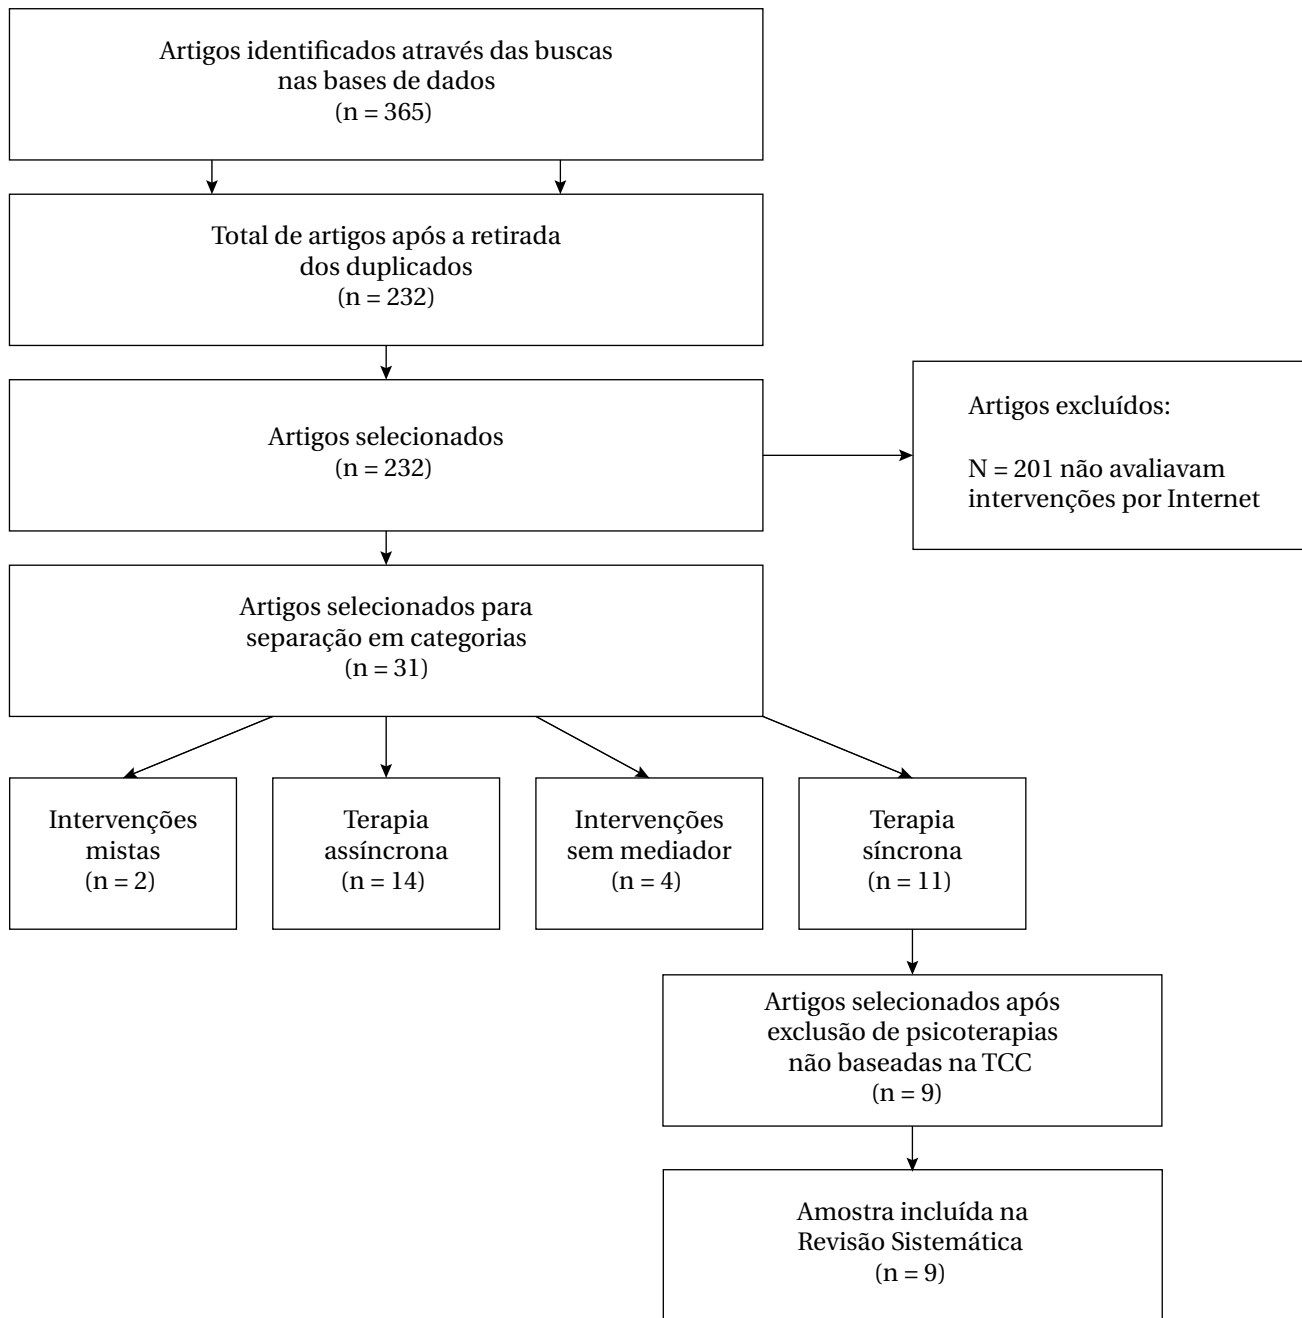 Artigos identificados através das buscas
nas bases de dados
(n = 365)
Total de artigos após a retirada
dos duplicados
(n = 232)
Artigos selecionados
(n = 232)
Artigos excluídos:
N = 201 não avaliavam
intervenções por Internet
Artigos selecionados para
separação em categorias
(n = 31)
Intervenções
mistas
(n = 2)
Terapia
assíncrona
(n = 14)
Intervenções
sem mediador
(n = 4)
Terapia
síncrona
(n = 11)
Artigos selecionados após
exclusão de psicoterapias
não baseadas na TCC
(n = 9)
Amostra incluída na
Revisão Sistemática
(n = 9)